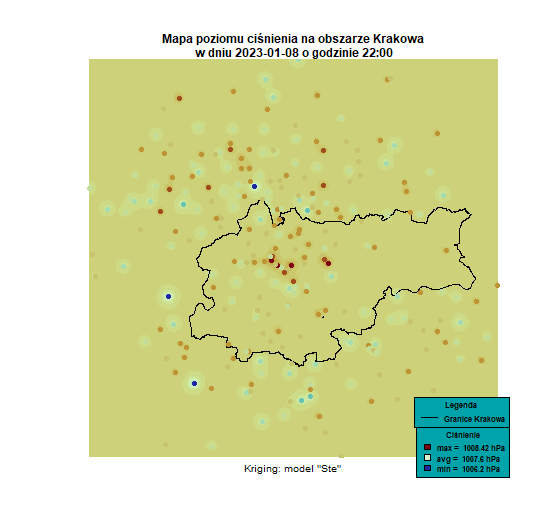 Mapa poziomu ciśnienia na obszarze Krakowa
w dniu 2023-01-08 o godzinie 22:00
Legenda
Granice Krakowa
Ciśnienie
max = 1008.42 hPa
avg = 1007.6 hPa
min = 1006.2 hPa
Kriging: model "Ste"